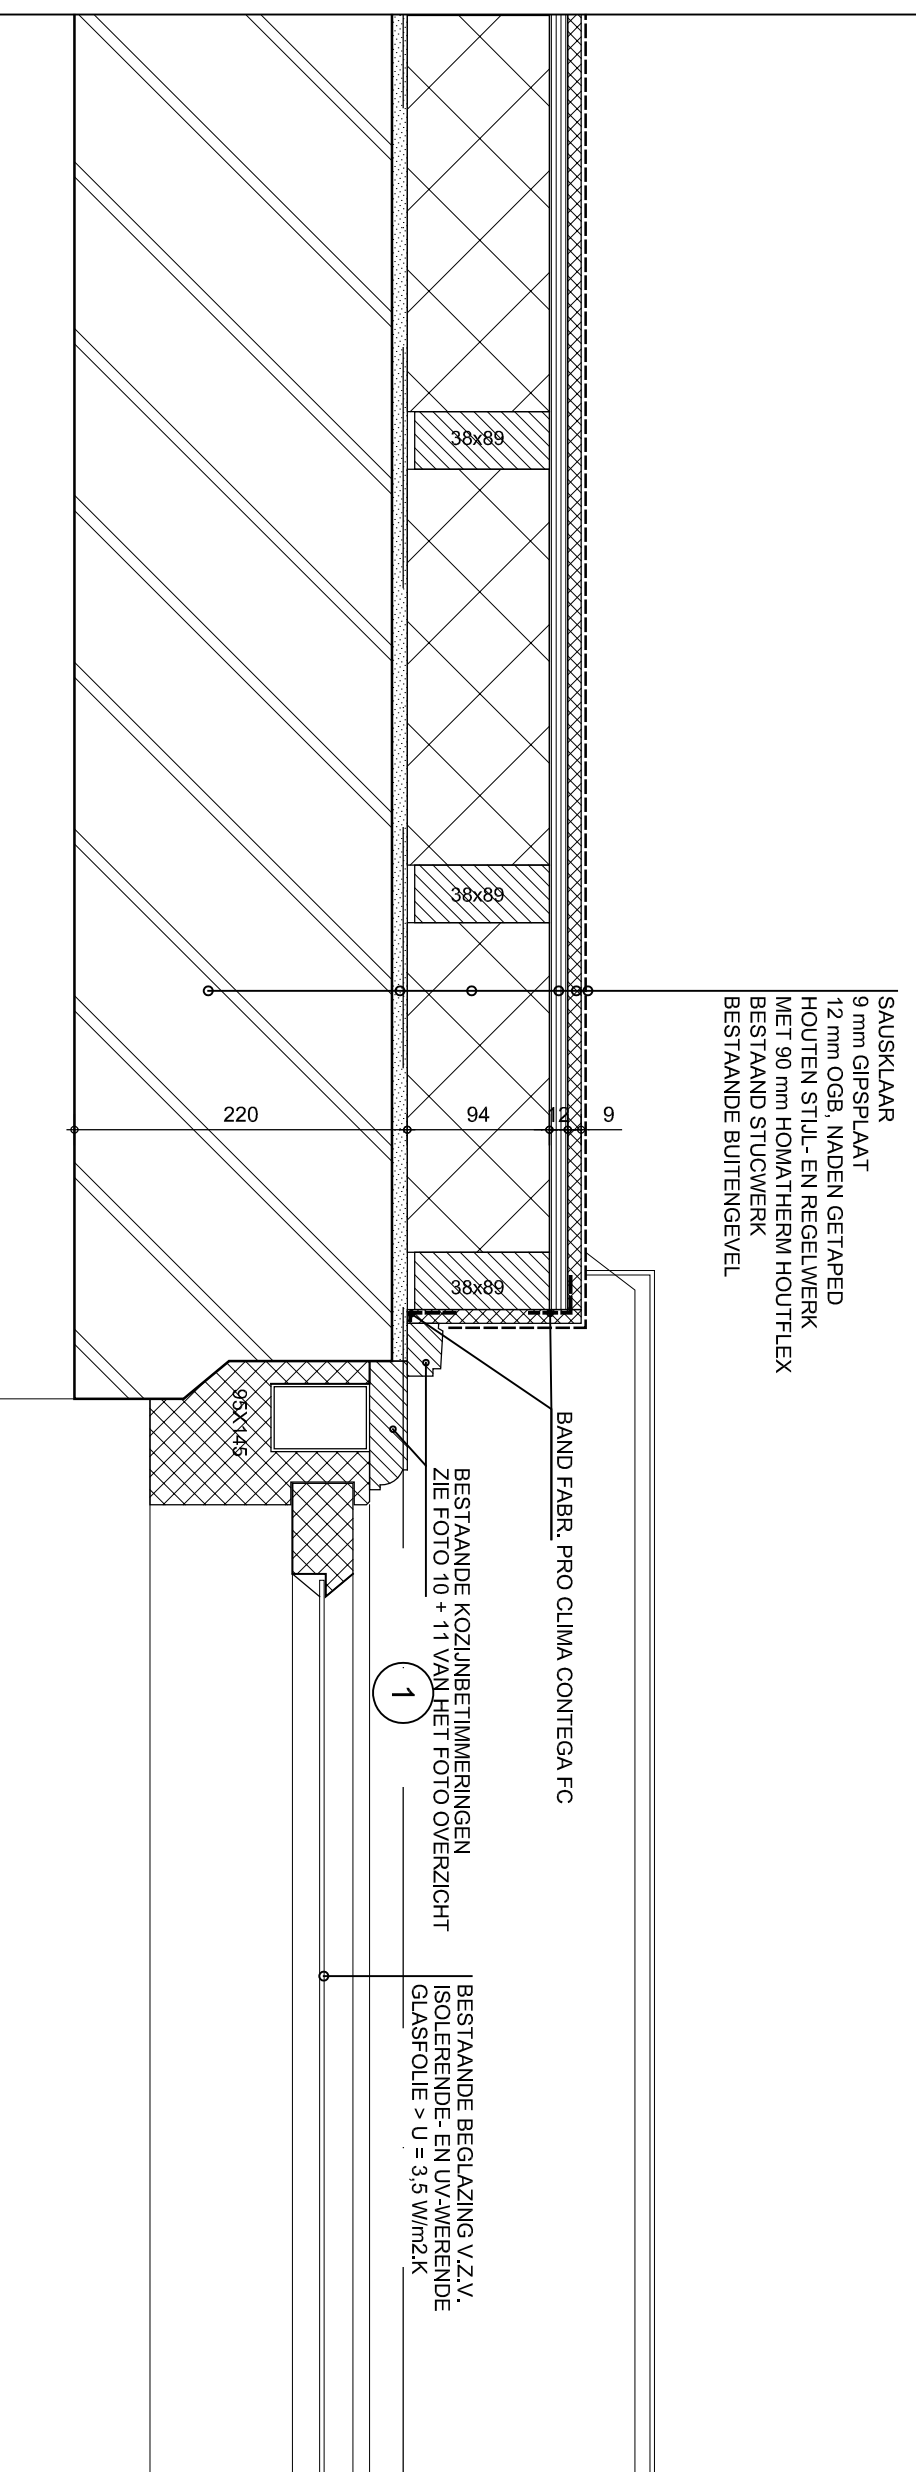 SAUSKLAAR
9 mm GIPSPLAAT
12 mm OGB, NADEN GETAPED
HOUTEN STIJL- EN REGELWERK
MET 90 mm HOMATHERM HOUTFLEX
BESTAAND STUCWERK
BESTAANDE BUITENGEVEL
38x89
38x89
220
94
12
9
38x89
95X145
BAND FABR. PRO CLIMA CONTEGA FC
BESTAANDE KOZIJNBETIMMERINGEN
ZIE FOTO 10 + 11 VAN HET FOTO OVERZICHT
1
BESTAANDE BEGLAZING V.Z.V.
ISOLERENDE- EN UV-WERENDE
GLASFOLIE > U = 3,5 W/m2.K